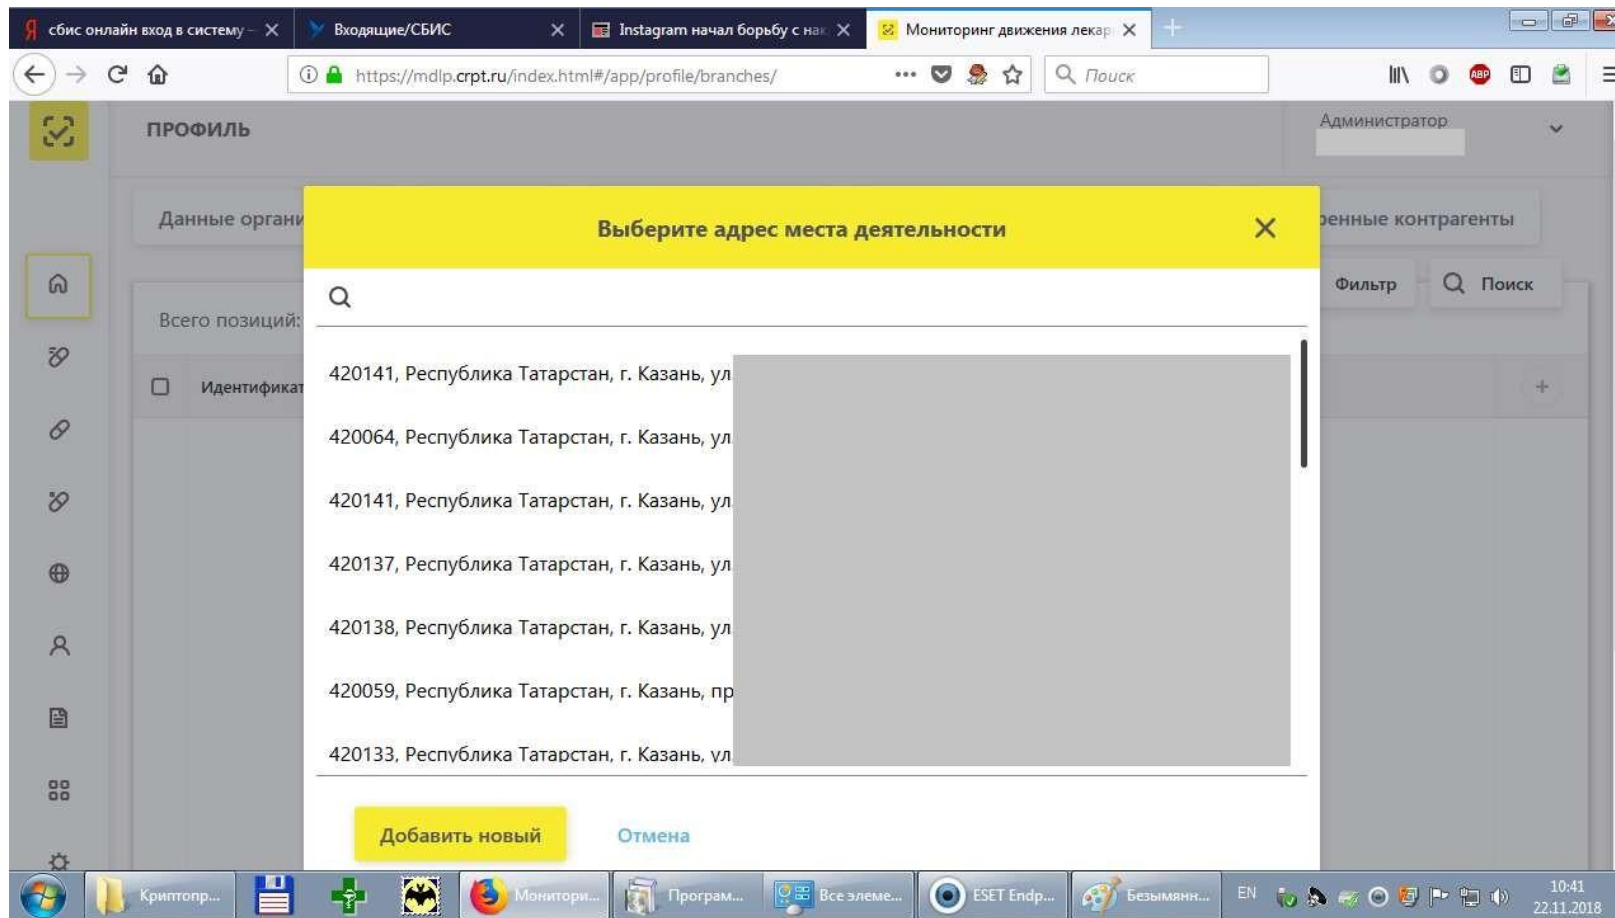 сбис онлайн вход в систему –
Входящие/СБИС
Instagram начал борьбу с нак
Мониторинг движения лекар
https://mdlp.crpt.ru/index.html#/app/profile/branches/
Поиск
ABP
ПРОФИЛЬ
Администратор
Данные органи
Выберите адрес места деятельности
ренные контрагенты
Фильтр
Поиск
Всего позиций:
Идентификат
420141, Республика Татарстан, г. Казань, ул
420064, Республика Татарстан, г. Казань, ул.
420141, Республика Татарстан, г. Казань, ул.
420137, Республика Татарстан, г. Казань, ул
420138, Республика Татарстан, г. Казань, ул
420059, Республика Татарстан, г. Казань, пр
420133, Республика Татарстан, г. Казань, ул
Добавить новый
Отмена
Криптопр...
Монитори...
Програм...
Все элеме...
ESET Endp...
Безымянн...
EN
10:41
22.11.2018